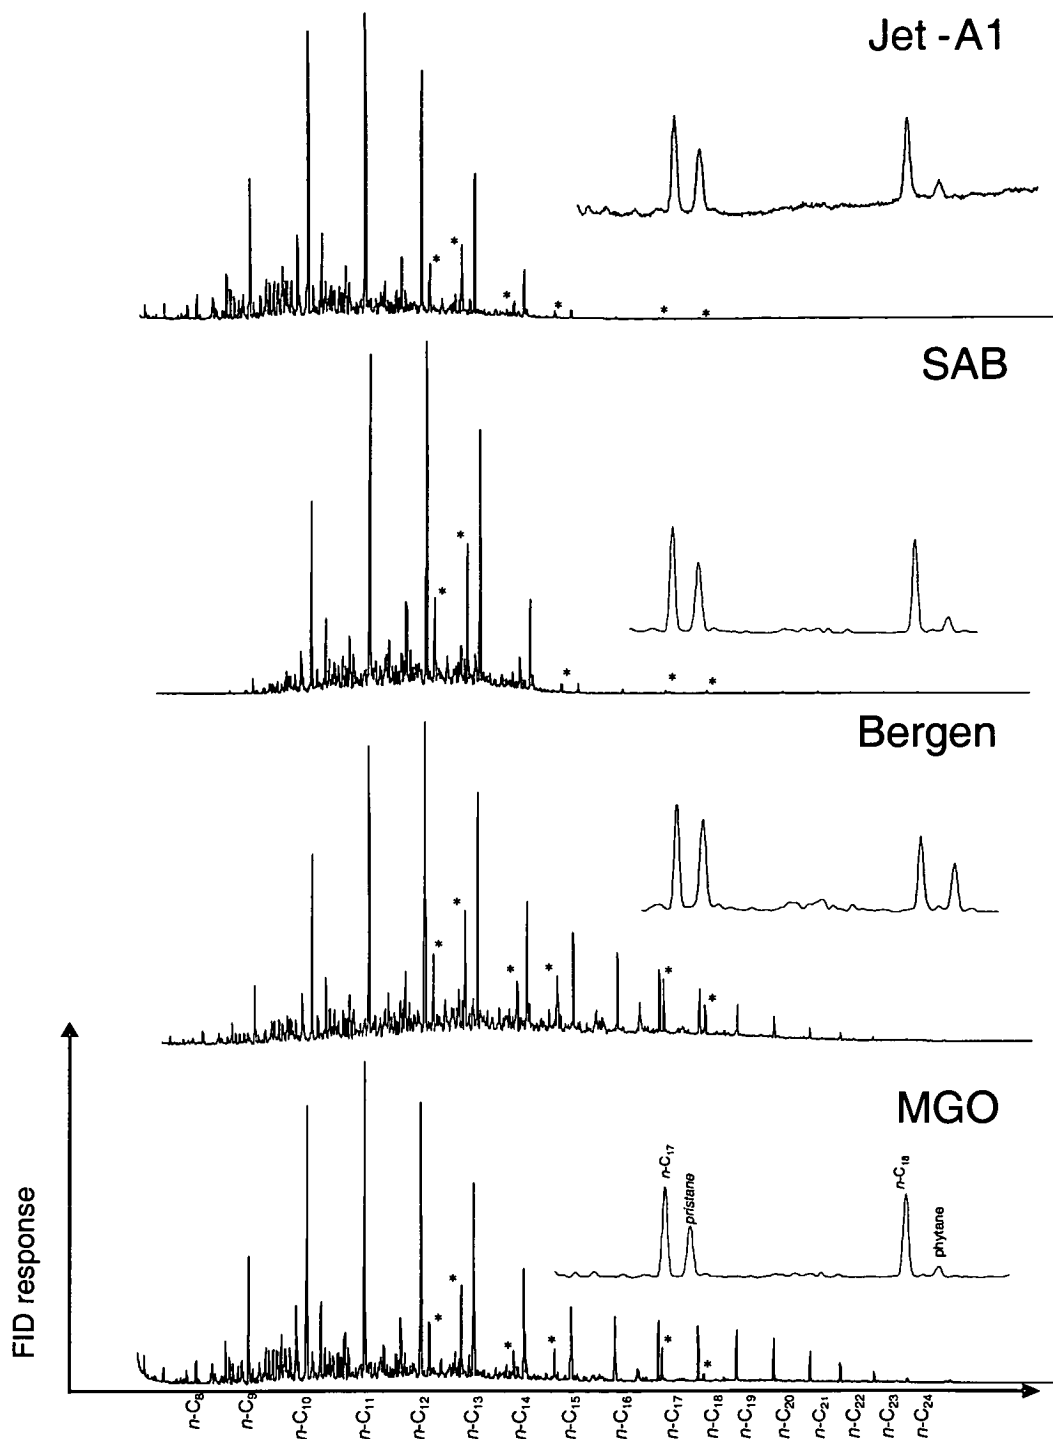 Jet -A1
* * * * * *
SAB
* * * * *
Bergen
* * * * * *
MGO
n-C₁₇
pristane
n-C₁₈
phytane
* * * * * *
FID response
n-C₈ n-C₉ n-C₁₀ n-C₁₁ n-C₁₂ n-C₁₃ n-C₁₄ n-C₁₅ n-C₁₆ n-C₁₇ n-C₁₈ n-C₁₉ n-C₂₀ n-C₂₁ n-C₂₂ n-C₂₃ n-C₂₄